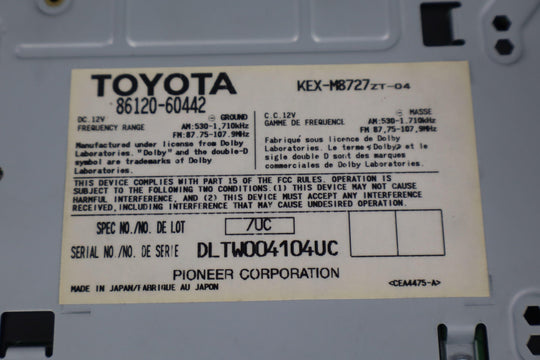 TOYOTA KEX-M8727ZT-04
86120-60442
DC.12V ⊖ GROUND C.C.12V ⊖ MASSE
FREQUENCY RANGE AM:530-1,710kHz GAMME DE FREQUENCE AM:530-1,710kHz
FM:87.75-107.9MHz FM:87,75-107,9MHz
Manufactured under license from Dolby
Laboratories. "Dolby" and the double-D
symbol are trademarks of Dolby
Laboratories.
Fabriqué sous licence de Dolby
Laboratories. Le terme «Dolby» et le
sigle double D sont des marques
commerciales de Dolby Laboratories.
THIS DEVICE COMPLIES WITH PART 15 OF THE FCC RULES. OPERATION IS
SUBJECT TO THE FOLLOWING TWO CONDITIONS.(1) THIS DEVICE MAY NOT CAUSE
HARMFUL INTERFERENCE, AND (2) THIS DEVICE MUST ACCEPT ANY INTERFERENCE
RECEIVED,INCLUDING INTERFERENCE THAT MAY CAUSE UNDESIRED OPERATION.
SPEC NO./NO. DE LOT /UC
SERIAL NO./NO. DE SERIE DLTW004104UC
PIONEER CORPORATION
MADE IN JAPAN/FABRIQUE AU JAPON <CEA4475-A>